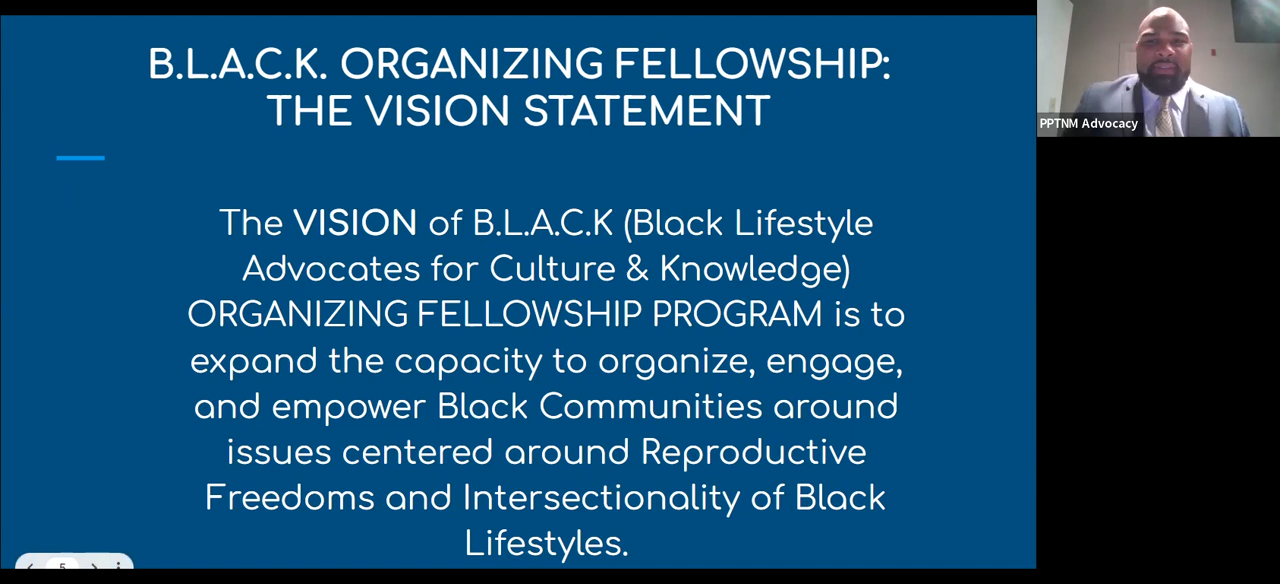 B.L.A.C.K. ORGANIZING FELLOWSHIP:
THE VISION STATEMENT
The VISION of B.L.A.C.K (Black Lifestyle
Advocates for Culture & Knowledge)
ORGANIZING FELLOWSHIP PROGRAM is to
expand the capacity to organize, engage,
and empower Black Communities around
issues centered around Reproductive
Freedoms and Intersectionality of Black
Lifestyles.
5
PPTNM Advocacy